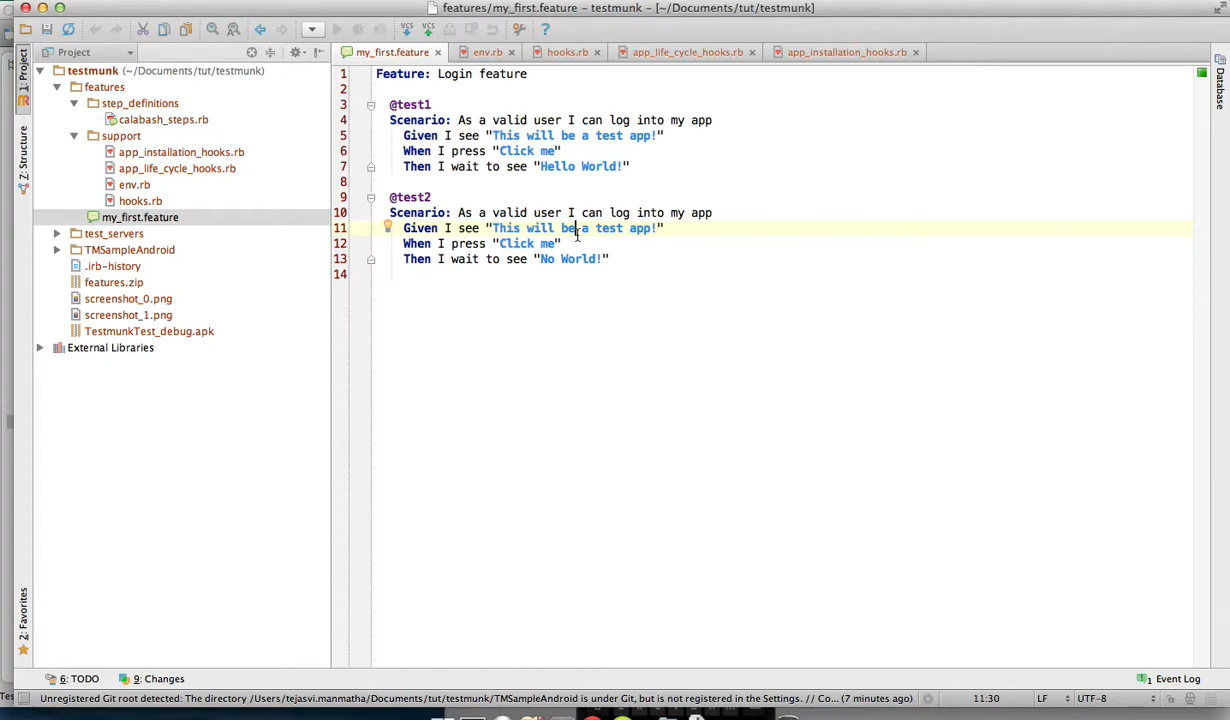 features/my_first.feature - testmunk - [~/Documents/tut/testmunk]
Project
my_first.feature
env.rb
hooks.rb
app_life_cycle_hooks.rb
app_installation_hooks.rb
1: Project
Z: Structure
2: Favorites
Database
testmunk (~/Documents/tut/testmunk)
features
step_definitions
calabash_steps.rb
support
app_installation_hooks.rb
app_life_cycle_hooks.rb
env.rb
hooks.rb
my_first.feature
test_servers
TMSampleAndroid
.irb-history
features.zip
screenshot_0.png
screenshot_1.png
TestmunkTest_debug.apk
External Libraries
1 Feature: Login feature
2
3 @test1
4 Scenario: As a valid user I can log into my app
5 Given I see "This will be a test app!"
6 When I press "Click me"
7 Then I wait to see "Hello World!"
8
9 @test2
10 Scenario: As a valid user I can log into my app
11 Given I see "This will be a test app!"
12 When I press "Click me"
13 Then I wait to see "No World!"
14
6: TODO
9: Changes
1 Event Log
Unregistered Git root detected: The directory /Users/tejasvi.manmatha/Documents/tut/testmunk/TMSampleAndroid is under Git, but is not registered in the Settings. // Co... (7 minutes ago)
11:30
LF
UTF-8